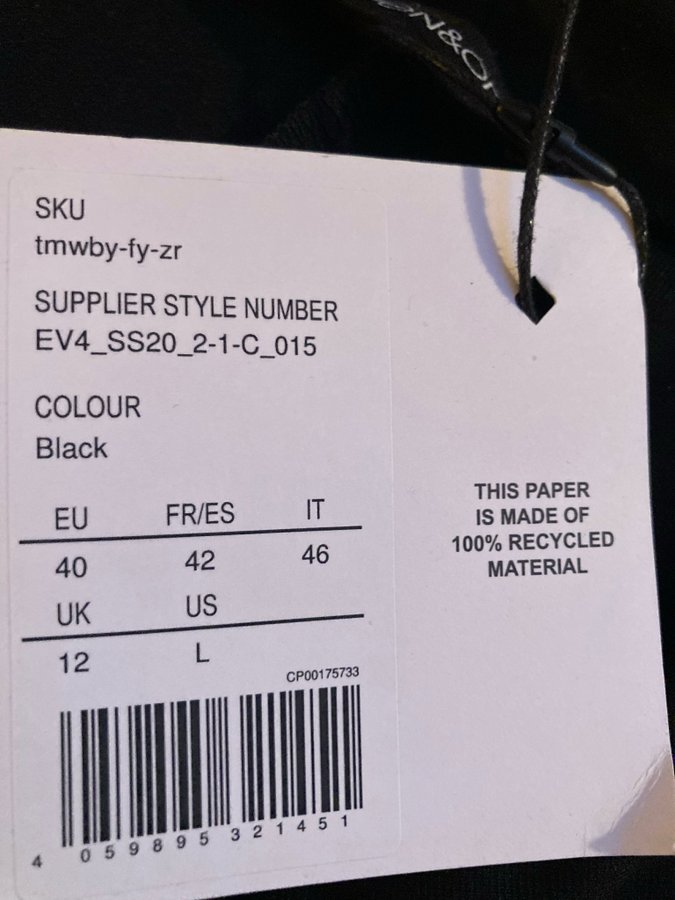 N&O
SKU
tmwby-fy-zr
SUPPLIER STYLE NUMBER
EV4_SS20_2-1-C_015
COLOUR
Black
EU FR/ES IT
40 42 46
UK US
12 L
CP00175733
4 059895 321451
THIS PAPER
IS MADE OF
100% RECYCLED
MATERIAL